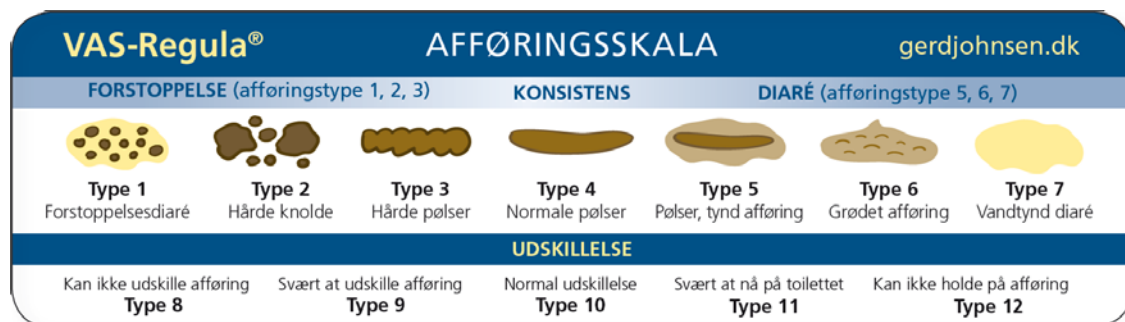 VAS-Regula® AFFØRINGSSKALA gerdjohnsen.dk
FORSTOPPELSE (afføringstype 1, 2, 3) KONSISTENS DIARÉ (afføringstype 5, 6, 7)
Type 1 Type 2 Type 3 Type 4 Type 5 Type 6 Type 7
Forstoppelsesdiaré Hårde knolde Hårde pølser Normale pølser Pølser, tynd afføring Grødet afføring Vandtynd diaré
UDSKILLELSE
Kan ikke udskille afføring Svært at udskille afføring Normal udskillelse Svært at nå på toilettet Kan ikke holde på afføring
Type 8 Type 9 Type 10 Type 11 Type 12